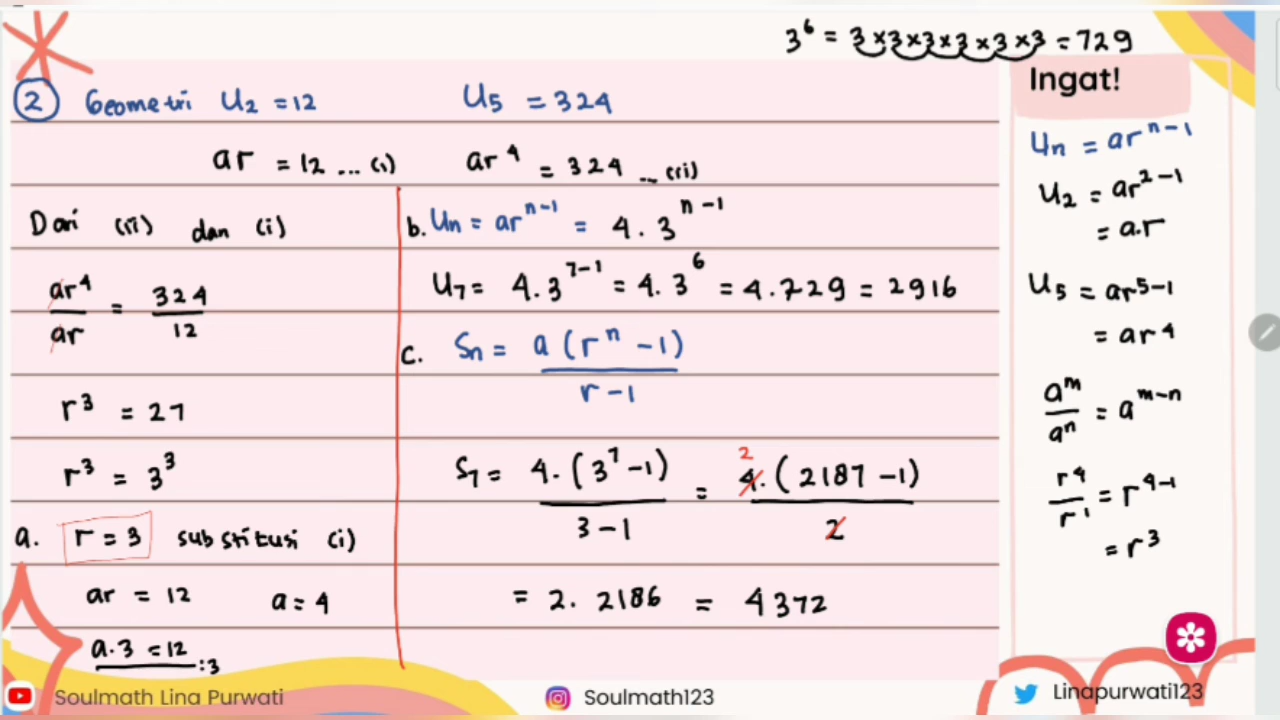 3⁶ = 3×3×3×3×3×3 = 729
② Geometri U₂ = 12 U₅ = 324
ar = 12 ... (i) ar⁴ = 324 ... (ii)
Dari (ii) dan (i)
ar⁴/ar = 324/12
r³ = 27
r³ = 3³
a. r = 3 substitusi (i)
ar = 12 a = 4
a.3 = 12 :3
b. Un = arⁿ⁻¹ = 4.3ⁿ⁻¹
U₇ = 4.3⁷⁻¹ = 4.3⁶ = 4.729 = 2916
c. Sn = a(rⁿ - 1)/r - 1
S₇ = 4.(3⁷ - 1)/3 - 1 = 2 4.(2187 - 1)/2
= 2. 2186 = 4372
Ingat!
Un = arⁿ⁻¹
U₂ = ar²⁻¹
= a.r
U₅ = ar⁵⁻¹
= ar⁴
aᵐ/aⁿ = aᵐ⁻ⁿ
r⁴/r¹ = r⁴⁻¹
= r³
Soulmath Lina Purwati Soulmath123 Linapurwati123